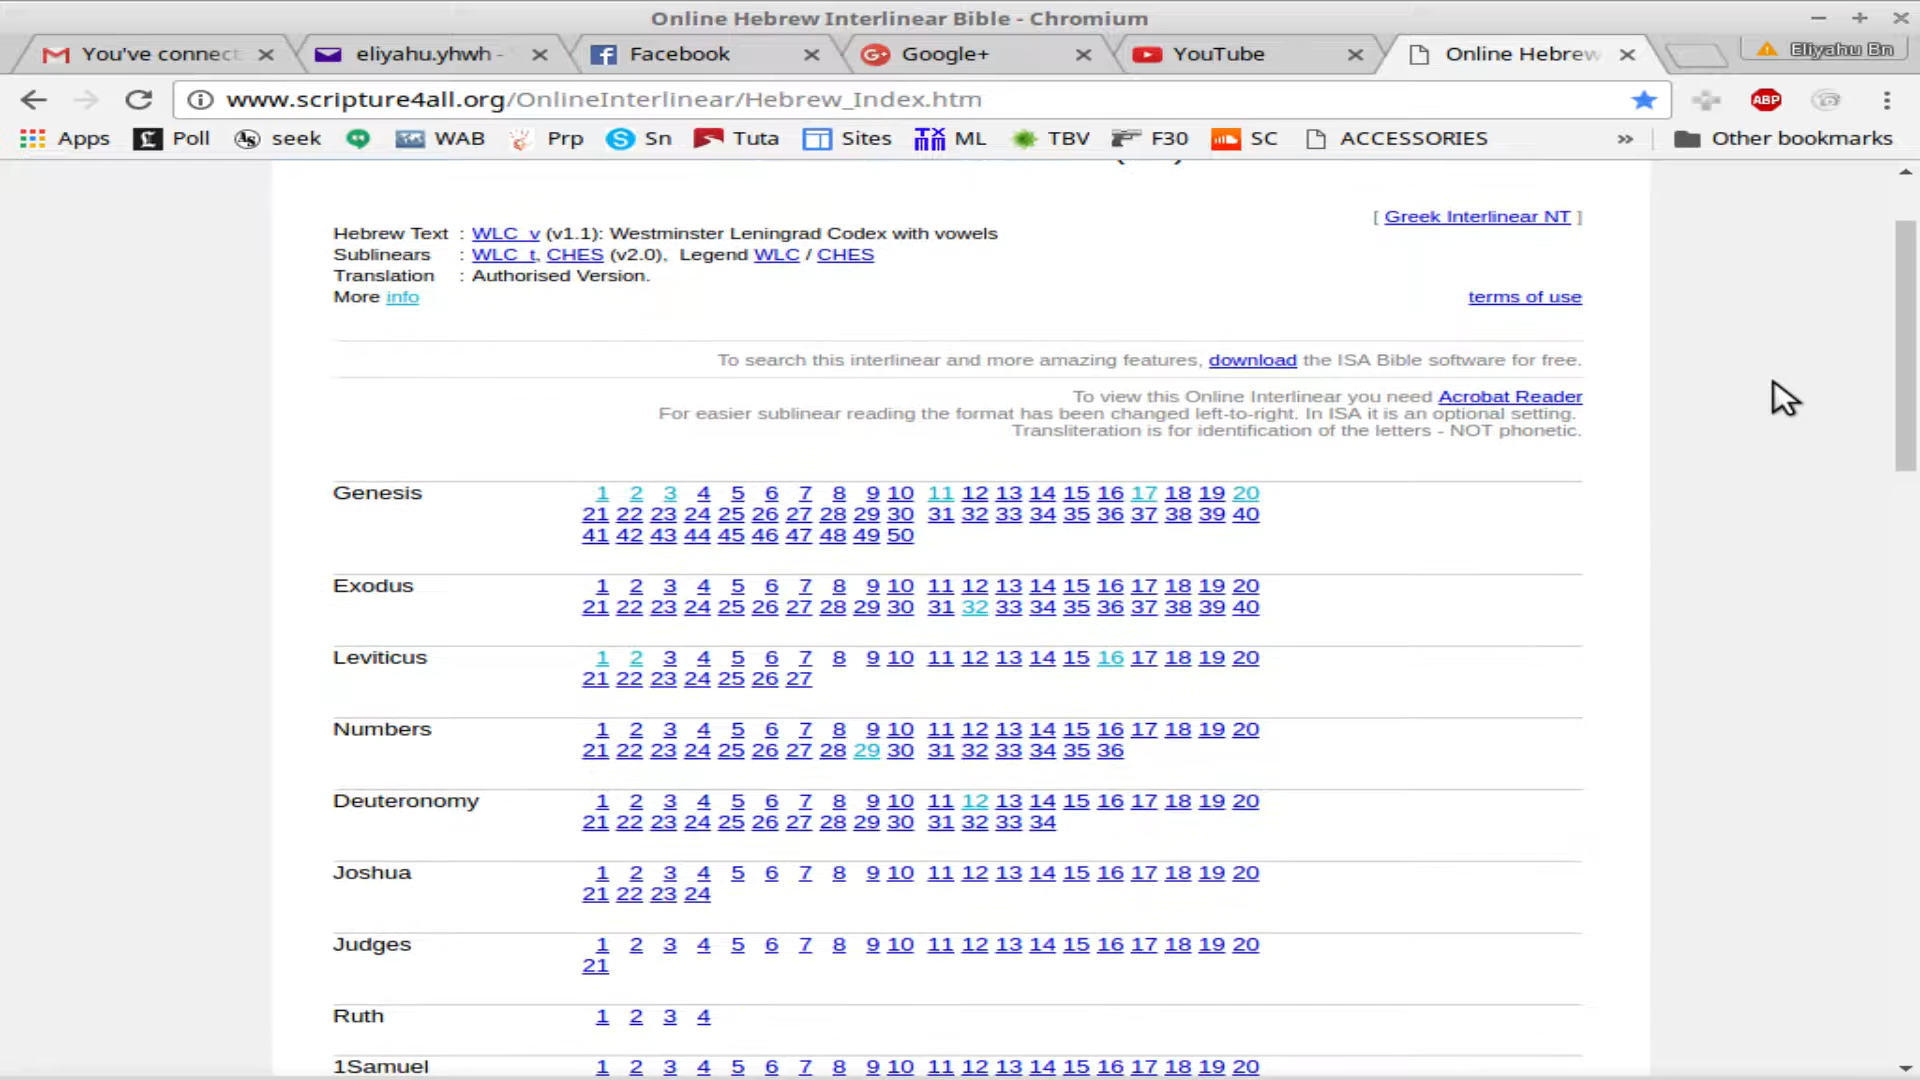 Online Hebrew Interlinear Bible - Chromium
You've connect
eliyahu.yhwh -
Facebook
Google+
YouTube
Online Hebrew
Eliyahu Bn
www.scripture4all.org/OnlineInterlinear/Hebrew_Index.htm
ABP
Apps Poll seek WAB Prp Sn Tuta Sites ML TBV F30 SC ACCESSORIES » Other bookmarks
[ Greek Interlinear NT ]
Hebrew Text : WLC_v (v1.1): Westminster Leningrad Codex with vowels
Sublinears : WLC_t, CHES (v2.0), Legend WLC / CHES
Translation : Authorised Version.
More info
terms of use
To search this interlinear and more amazing features, download the ISA Bible software for free.
To view this Online Interlinear you need Acrobat Reader
For easier sublinear reading the format has been changed left-to-right. In ISA it is an optional setting.
Transliteration is for identification of the letters - NOT phonetic.
Genesis 1 2 3 4 5 6 7 8 9 10 11 12 13 14 15 16 17 18 19 20
21 22 23 24 25 26 27 28 29 30 31 32 33 34 35 36 37 38 39 40
41 42 43 44 45 46 47 48 49 50
Exodus 1 2 3 4 5 6 7 8 9 10 11 12 13 14 15 16 17 18 19 20
21 22 23 24 25 26 27 28 29 30 31 32 33 34 35 36 37 38 39 40
Leviticus 1 2 3 4 5 6 7 8 9 10 11 12 13 14 15 16 17 18 19 20
21 22 23 24 25 26 27
Numbers 1 2 3 4 5 6 7 8 9 10 11 12 13 14 15 16 17 18 19 20
21 22 23 24 25 26 27 28 29 30 31 32 33 34 35 36
Deuteronomy 1 2 3 4 5 6 7 8 9 10 11 12 13 14 15 16 17 18 19 20
21 22 23 24 25 26 27 28 29 30 31 32 33 34
Joshua 1 2 3 4 5 6 7 8 9 10 11 12 13 14 15 16 17 18 19 20
21 22 23 24
Judges 1 2 3 4 5 6 7 8 9 10 11 12 13 14 15 16 17 18 19 20
21
Ruth 1 2 3 4
1Samuel 1 2 3 4 5 6 7 8 9 10 11 12 13 14 15 16 17 18 19 20